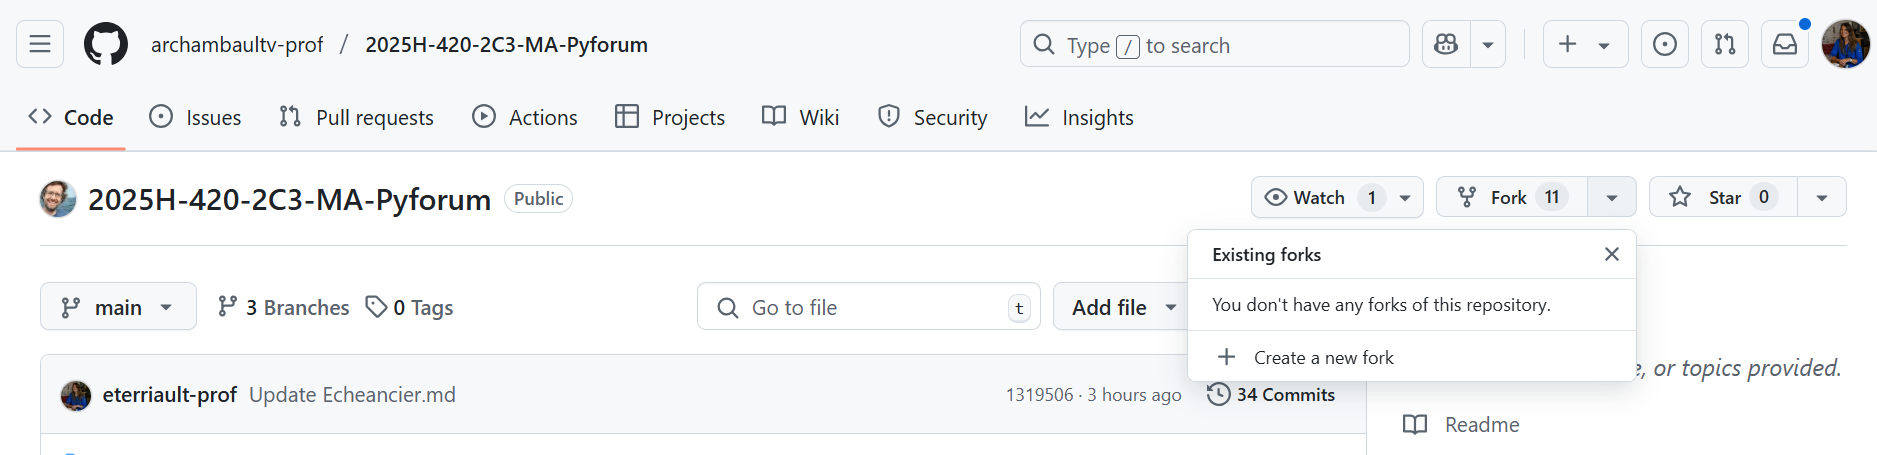 archambaultv-prof / 2025H-420-2C3-MA-Pyforum
Type / to search
Code Issues Pull requests Actions Projects Wiki Security Insights
2025H-420-2C3-MA-Pyforum Public
Watch 1 Fork 11 Star 0
Existing forks
You don't have any forks of this repository.
Create a new fork
main 3 Branches 0 Tags
Go to file t
Add file
eterriault-prof Update Echeancier.md
1319506 · 3 hours ago 34 Commits
, or topics provided.
Readme